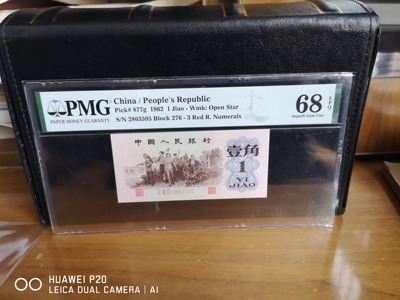 PMG
PAPER MONEY GUARANTY
China / People's Republic
Pick# 877g 1962 1 Jiao - Wmk: Open Star
S/N 2863595 Block 276 - 3 Red R. Numerals
68 EPQ
Superb Gem Unc
中国人民银行
壹角
1
YI
JIAO
HUAWEI P20
LEICA DUAL CAMERA | AI